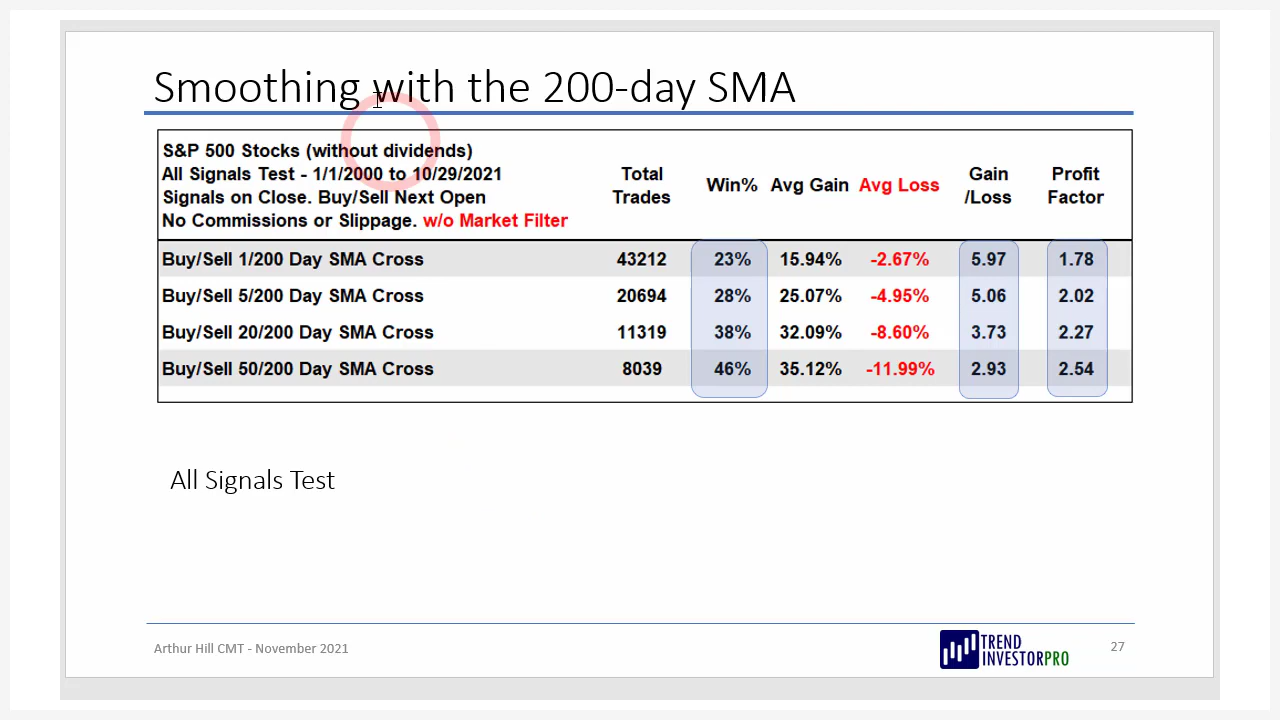 Smoothing with the 200-day SMA
S&P 500 Stocks (without dividends)
All Signals Test - 1/1/2000 to 10/29/2021
Signals on Close. Buy/Sell Next Open
No Commissions or Slippage. w/o Market Filter
Total Trades Win% Avg Gain Avg Loss Gain /Loss Profit Factor
Buy/Sell 1/200 Day SMA Cross 43212 23% 15.94% -2.67% 5.97 1.78
Buy/Sell 5/200 Day SMA Cross 20694 28% 25.07% -4.95% 5.06 2.02
Buy/Sell 20/200 Day SMA Cross 11319 38% 32.09% -8.60% 3.73 2.27
Buy/Sell 50/200 Day SMA Cross 8039 46% 35.12% -11.99% 2.93 2.54
All Signals Test
Arthur Hill CMT - November 2021
TREND
INVESTORPRO
27